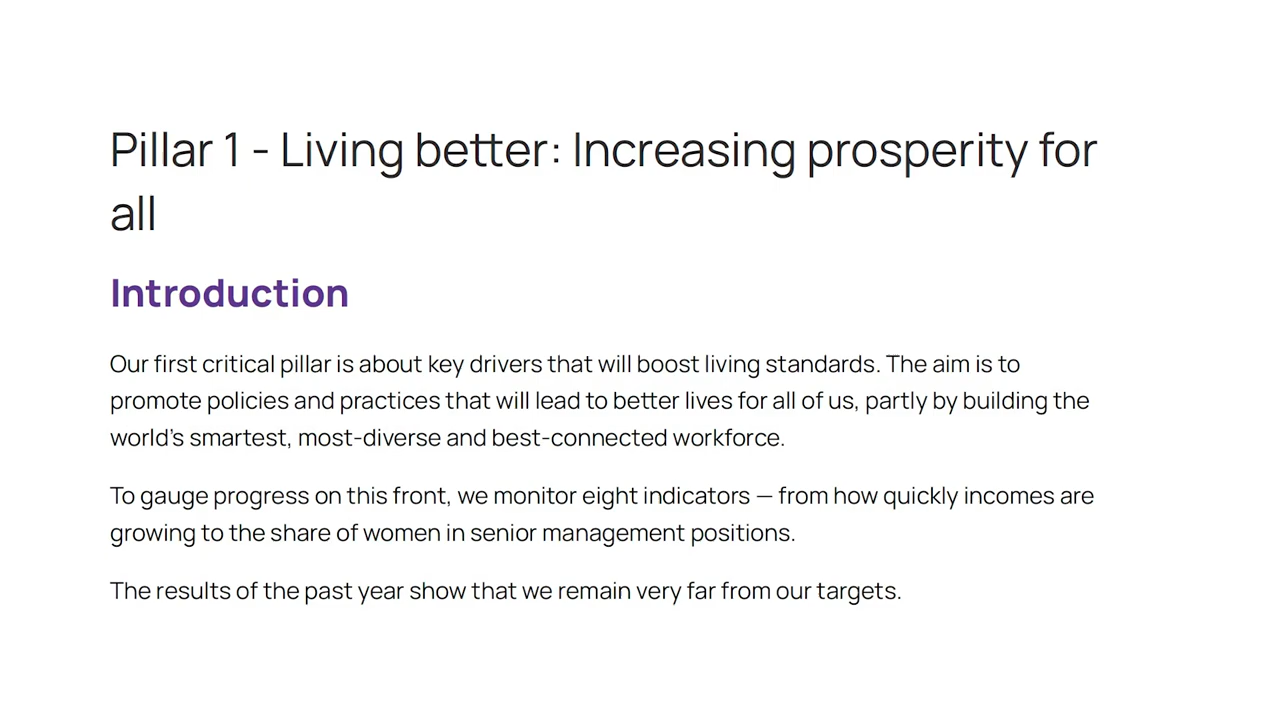 Pillar 1 - Living better: Increasing prosperity for
all
Introduction
Our first critical pillar is about key drivers that will boost living standards. The aim is to
promote policies and practices that will lead to better lives for all of us, partly by building the
world's smartest, most-diverse and best-connected workforce.
To gauge progress on this front, we monitor eight indicators — from how quickly incomes are
growing to the share of women in senior management positions.
The results of the past year show that we remain very far from our targets.